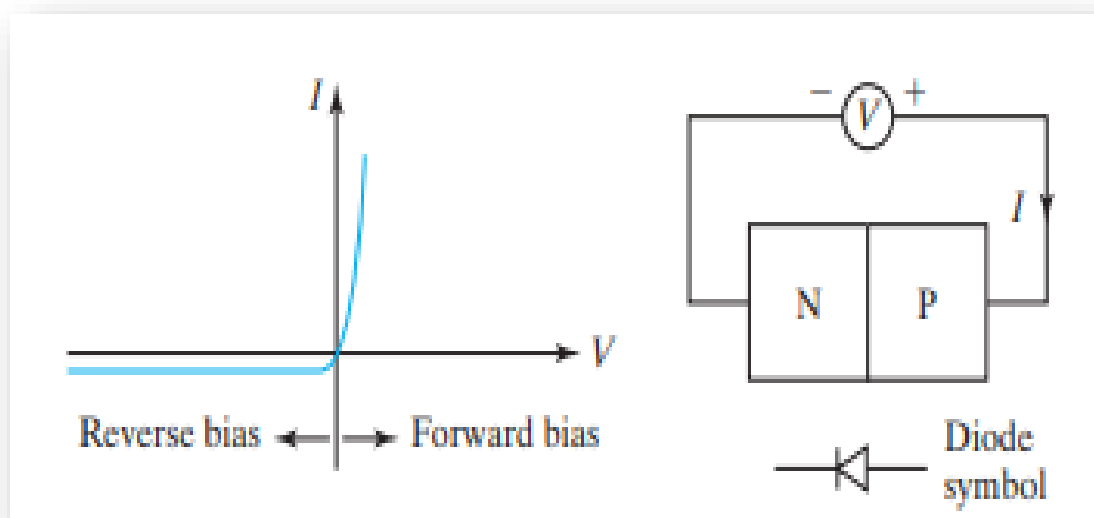 I
V
Reverse bias
Forward bias
− V +
I
N P
Diode
symbol